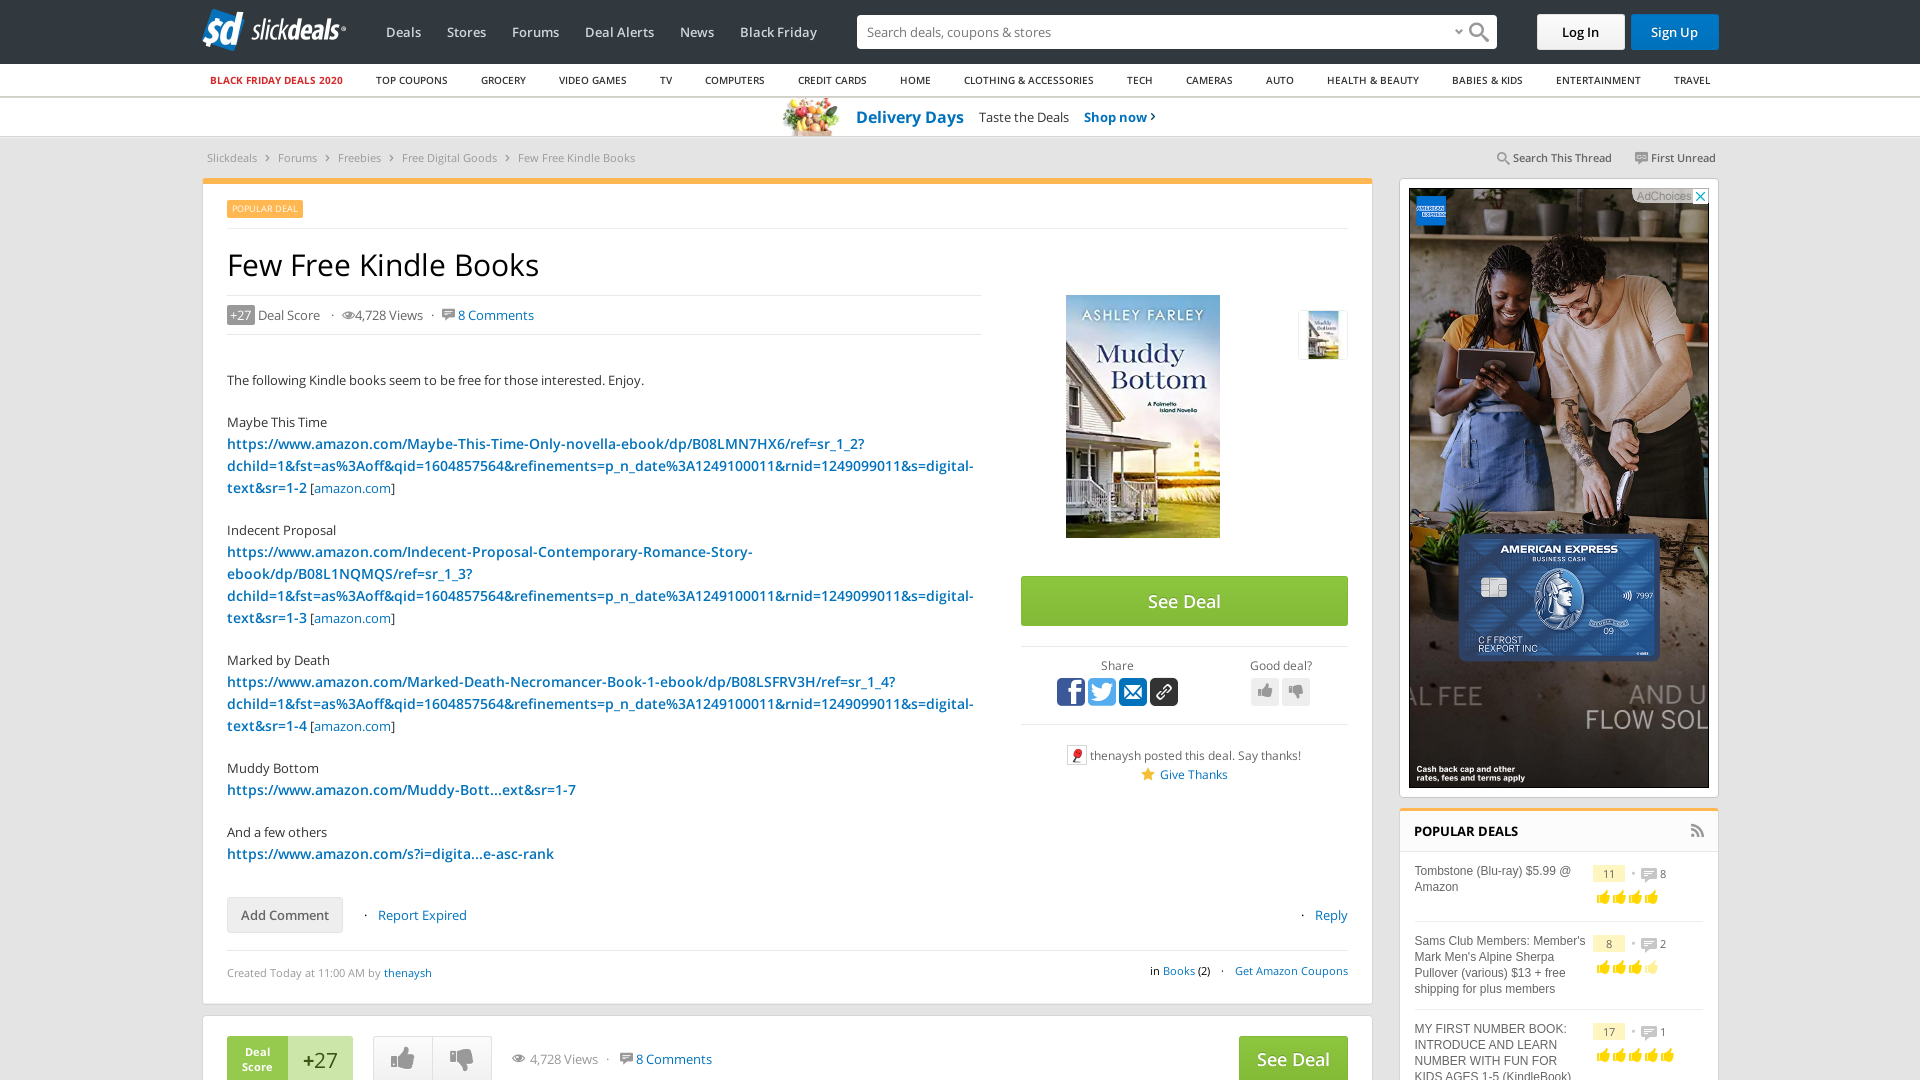 slickdeals
Deals
Stores
Forums
Deal Alerts
News
Black Friday
Search deals, coupons & stores
Log In
Sign Up
BLACK FRIDAY DEALS 2020
TOP COUPONS
GROCERY
VIDEO GAMES
TV
COMPUTERS
CREDIT CARDS
HOME
CLOTHING & ACCESSORIES
TECH
CAMERAS
AUTO
HEALTH & BEAUTY
BABIES & KIDS
ENTERTAINMENT
TRAVEL
Delivery Days Taste the Deals Shop now ›
Slickdeals › Forums › Freebies › Free Digital Goods › Few Free Kindle Books
Search This Thread
First Unread
POPULAR DEAL
Few Free Kindle Books
+27 Deal Score · 4,728 Views · 8 Comments
The following Kindle books seem to be free for those interested. Enjoy.
Maybe This Time
https://www.amazon.com/Maybe-This-Time-Only-novella-ebook/dp/B08LMN7HX6/ref=sr_1_2?
dchild=1&fst=as%3Aoff&qid=1604857564&refinements=p_n_date%3A1249100011&rnid=1249099011&s=digital-
text&sr=1-2 [amazon.com]
Indecent Proposal
https://www.amazon.com/Indecent-Proposal-Contemporary-Romance-Story-
ebook/dp/B08L1NQMQS/ref=sr_1_3?
dchild=1&fst=as%3Aoff&qid=1604857564&refinements=p_n_date%3A1249100011&rnid=1249099011&s=digital-
text&sr=1-3 [amazon.com]
Marked by Death
https://www.amazon.com/Marked-Death-Necromancer-Book-1-ebook/dp/B08LSFRV3H/ref=sr_1_4?
dchild=1&fst=as%3Aoff&qid=1604857564&refinements=p_n_date%3A1249100011&rnid=1249099011&s=digital-
text&sr=1-4 [amazon.com]
Muddy Bottom
https://www.amazon.com/Muddy-Bott...ext&sr=1-7
And a few others
https://www.amazon.com/s?i=digita...e-asc-rank
Add Comment · Report Expired
· Reply
Created Today at 11:00 AM by thenaysh
in Books (2) · Get Amazon Coupons
ASHLEY FARLEY
Muddy
Bottom
A Palmetto
Island Novella
See Deal
Share
Good deal?
thenaysh posted this deal. Say thanks!
Give Thanks
Deal
Score
+27
4,728 Views · 8 Comments
See Deal
AdChoices
AMERICAN
EXPRESS
AMERICAN EXPRESS
BUSINESS CASH
7997
09
C F FROST
REXPORT INC
AL FEE
AND U
FLOW SOL
Cash back cap and other
rates, fees and terms apply
POPULAR DEALS
Tombstone (Blu-ray) $5.99 @
Amazon
11 · 8
Sams Club Members: Member's
Mark Men's Alpine Sherpa
Pullover (various) $13 + free
shipping for plus members
8 · 2
MY FIRST NUMBER BOOK:
INTRODUCE AND LEARN
NUMBER WITH FUN FOR
KIDS AGES 1-5 (KindleBook)
17 · 1